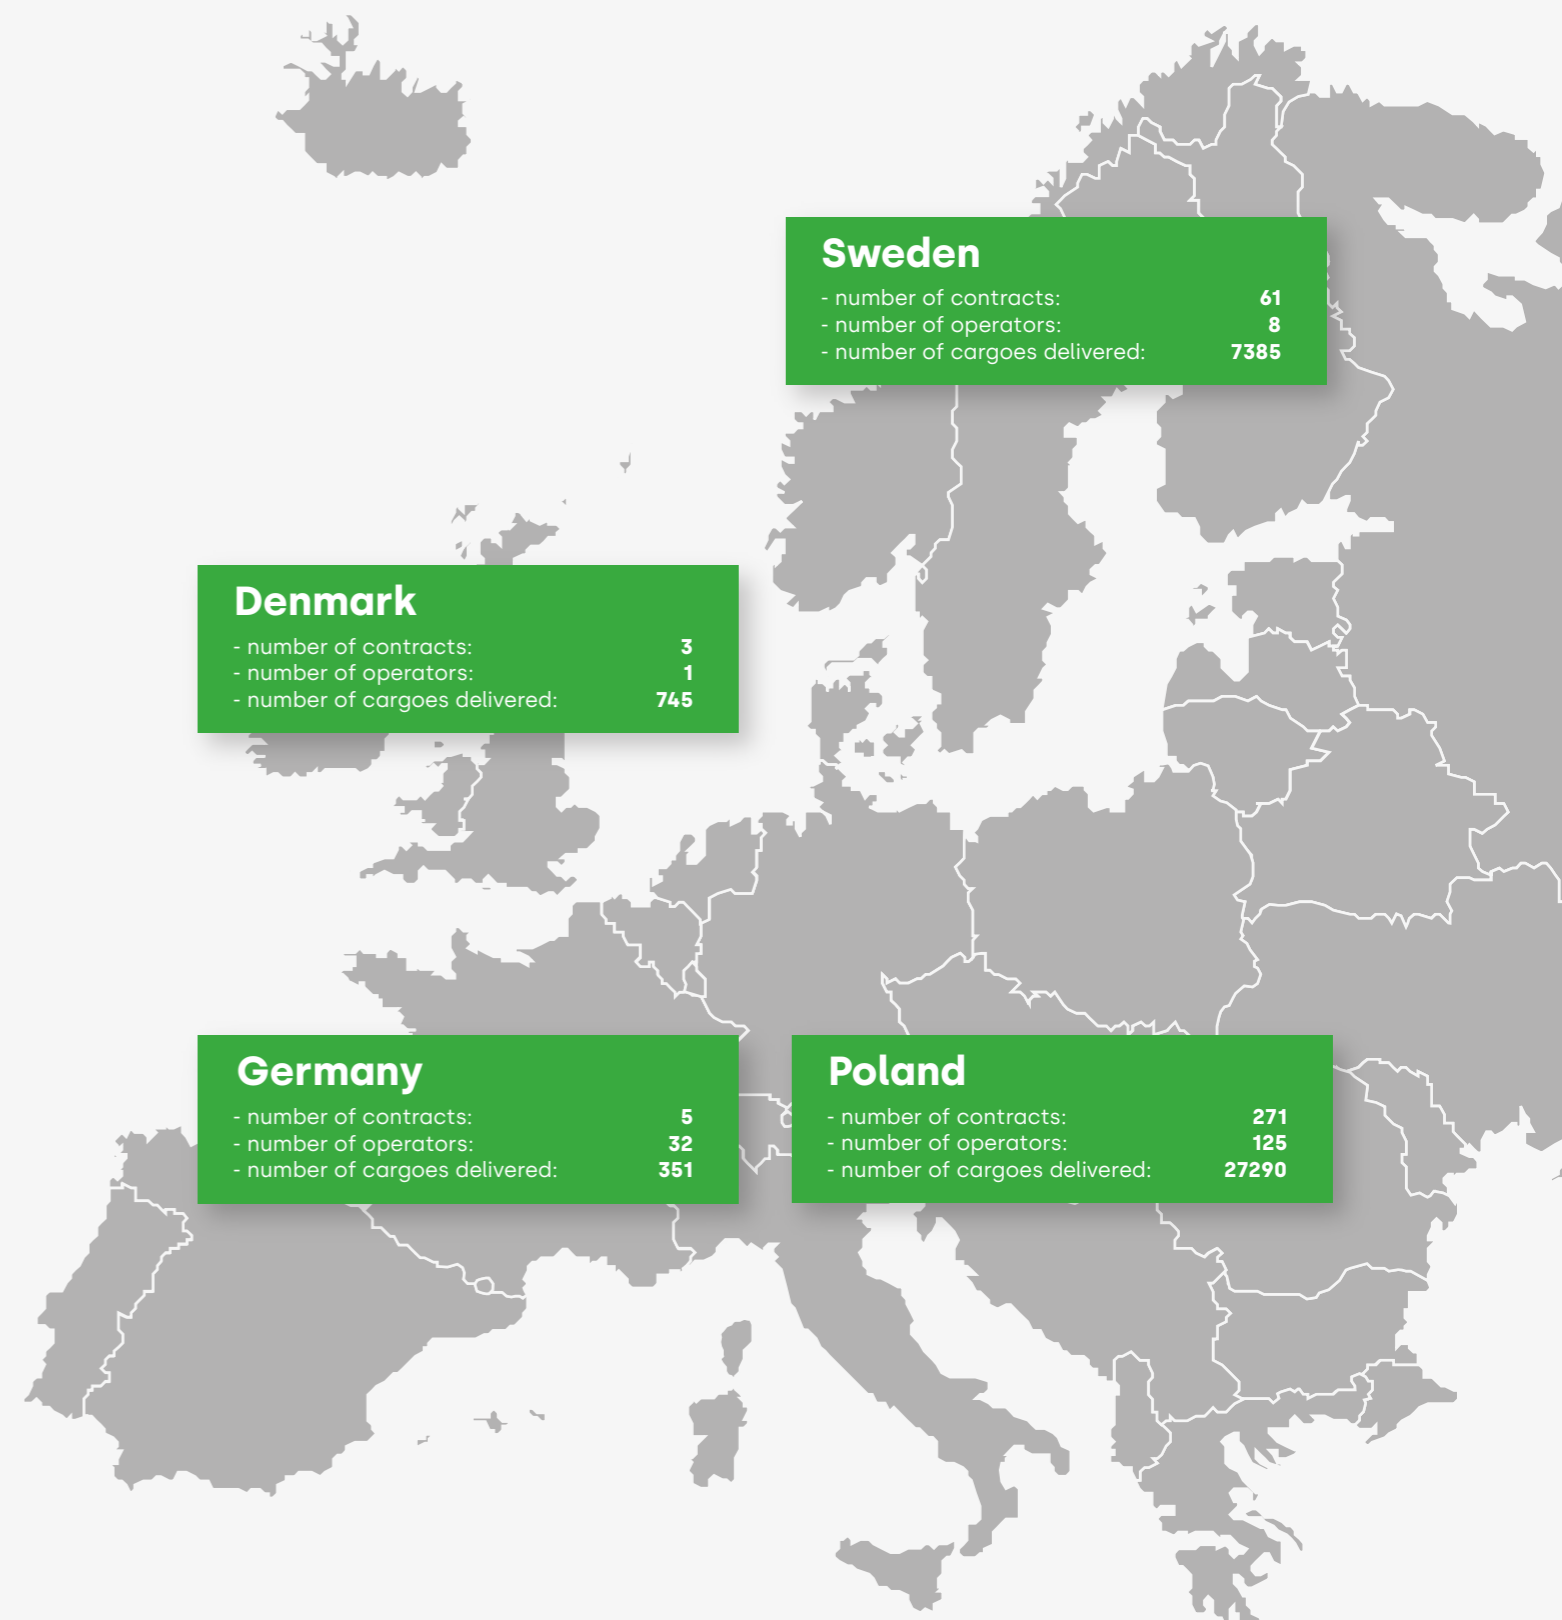 Sweden
- number of contracts: 61
- number of operators: 8
- number of cargoes delivered: 7385
Denmark
- number of contracts: 3
- number of operators: 1
- number of cargoes delivered: 745
Germany
- number of contracts: 5
- number of operators: 32
- number of cargoes delivered: 351
Poland
- number of contracts: 271
- number of operators: 125
- number of cargoes delivered: 27290